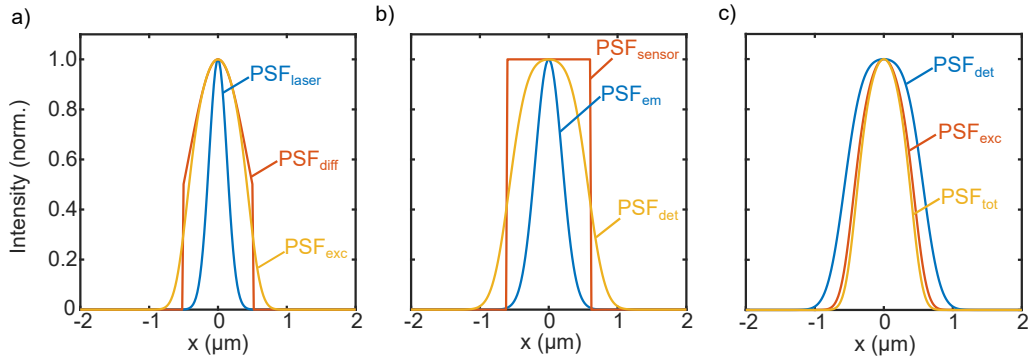 a)
Intensity (norm.)
1.0
0.8
0.6
0.4
0.2
0
-2
-1
0
1
2
x (µm)
PSFlaser
PSFdiff
PSFexc
b)
-2
-1
0
1
2
x (µm)
PSFsensor
PSFem
PSFdet
c)
-2
-1
0
1
2
x (µm)
PSFdet
PSFexc
PSFtot